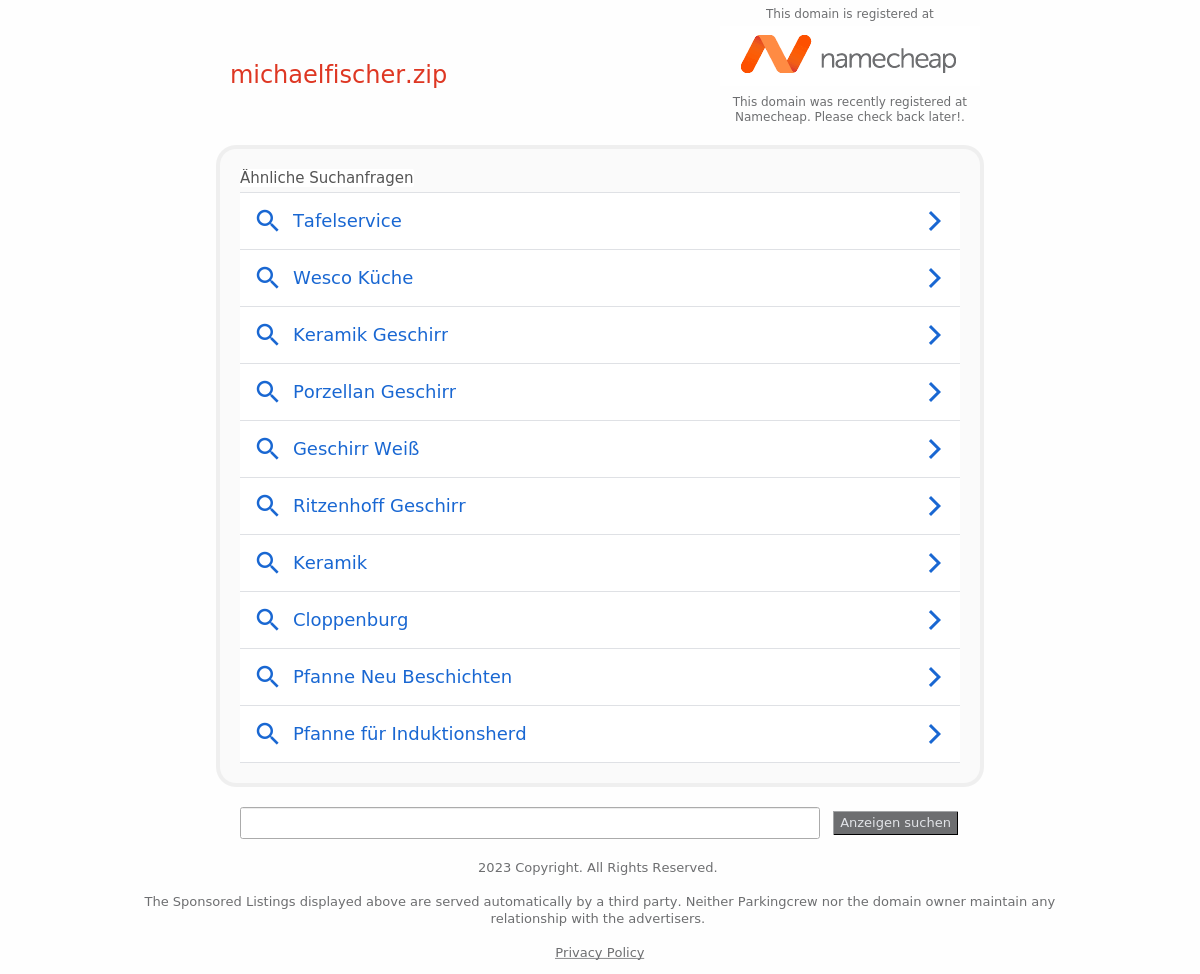 This domain is registered at
namecheap
michaelfischer.zip
This domain was recently registered at
Namecheap. Please check back later!.
Ähnliche Suchanfragen
Tafelservice
Wesco Küche
Keramik Geschirr
Porzellan Geschirr
Geschirr Weiß
Ritzenhoff Geschirr
Keramik
Cloppenburg
Pfanne Neu Beschichten
Pfanne für Induktionsherd
Anzeigen suchen
2023 Copyright. All Rights Reserved.
The Sponsored Listings displayed above are served automatically by a third party. Neither Parkingcrew nor the domain owner maintain any
relationship with the advertisers.
Privacy Policy